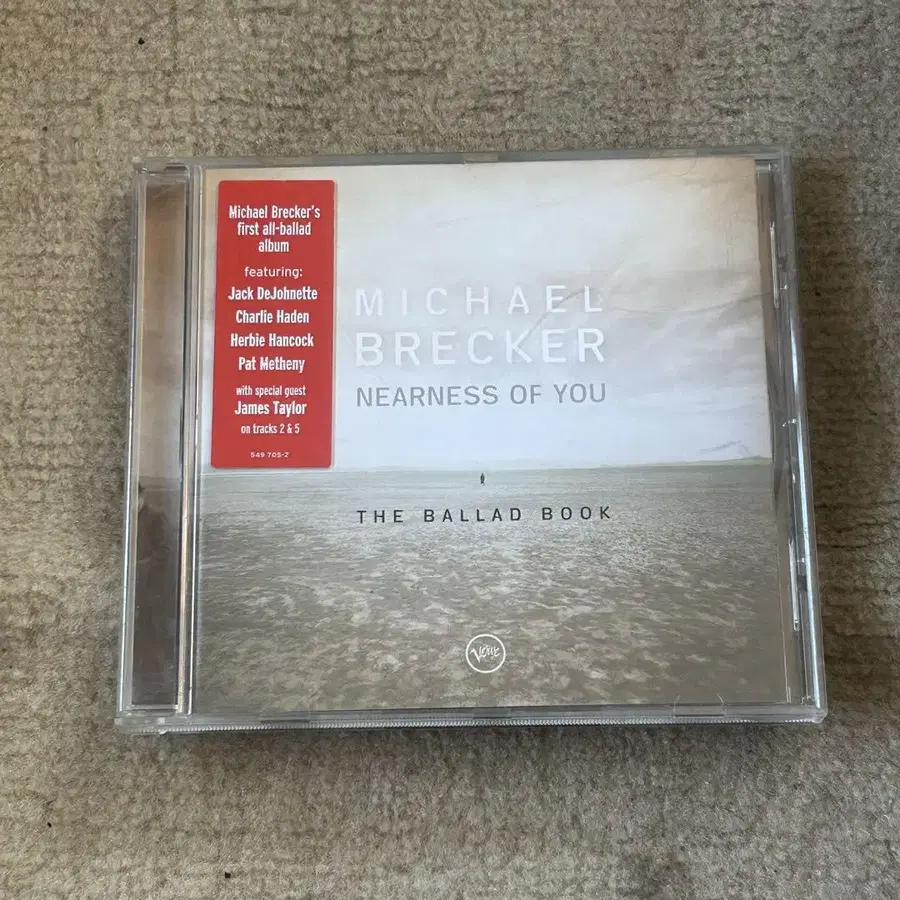 Michael Brecker's
first all-ballad
album
featuring:
Jack DeJohnette
Charlie Haden
Herbie Hancock
Pat Metheny
with special guest
James Taylor
on tracks 2 & 5
549 705-2
MICHAEL
BRECKER
NEARNESS OF YOU
THE BALLAD BOOK
Verve